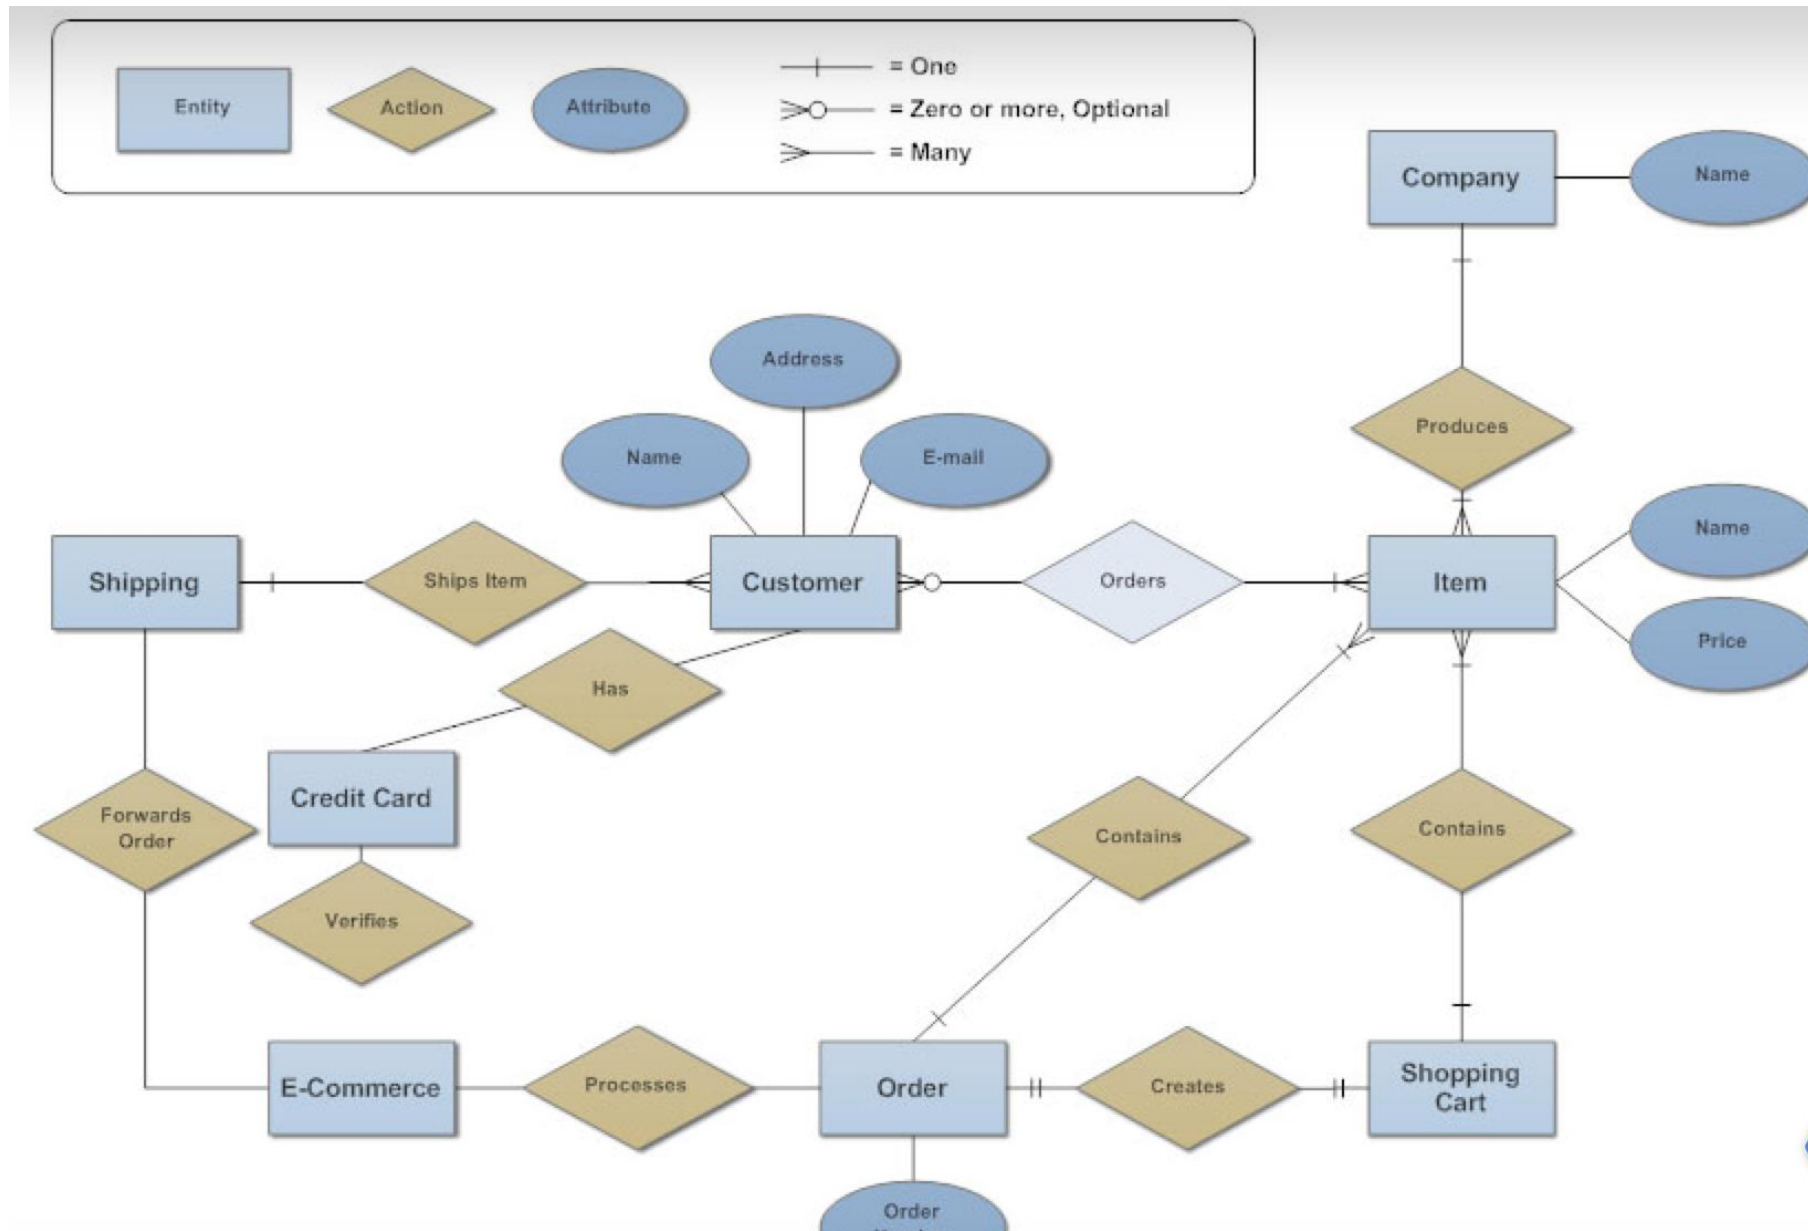 Entity
Action
Attribute
= One
= Zero or more, Optional
= Many
Company
Name
Address
Name
E-mail
Produces
Name
Shipping
Ships Item
Customer
Orders
Item
Price
Has
Credit Card
Forwards
Order
Contains
Contains
Verifies
E-Commerce
Processes
Order
Creates
Shopping
Cart
Order